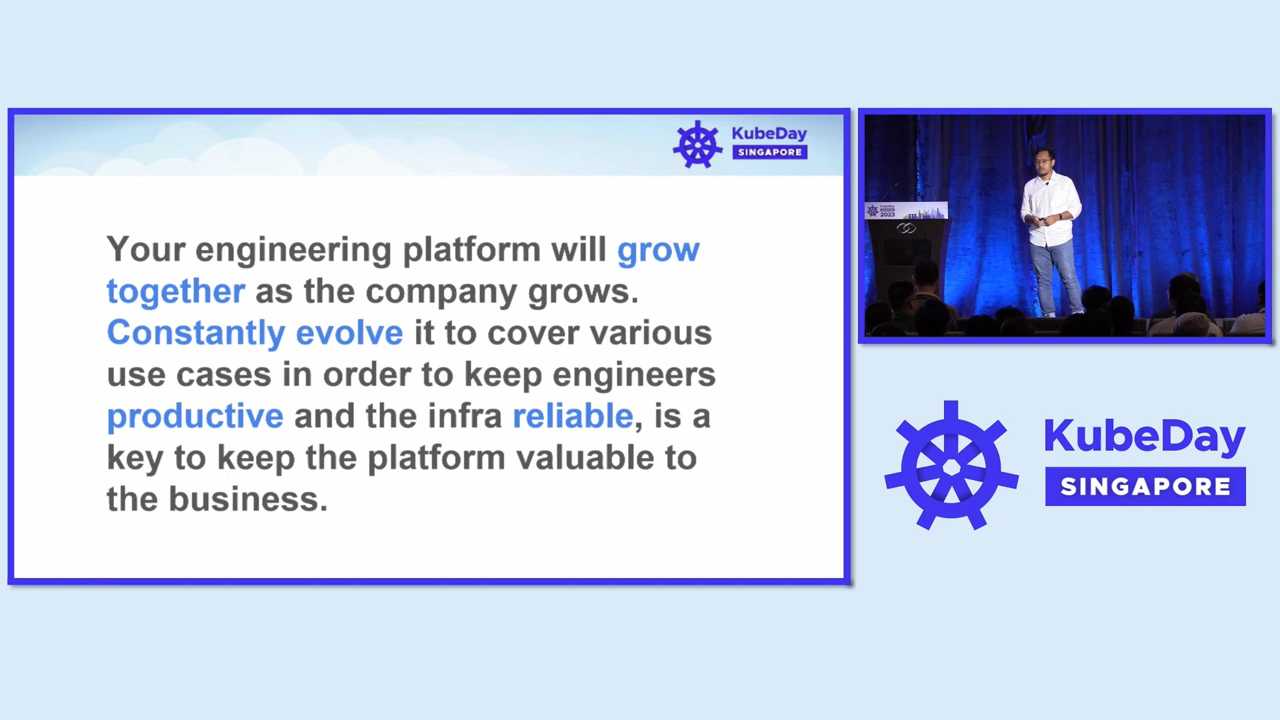 KubeDay
SINGAPORE
Your engineering platform will grow
together as the company grows.
Constantly evolve it to cover various
use cases in order to keep engineers
productive and the infra reliable, is a
key to keep the platform valuable to
the business.
KubeDay
2023
KubeDay
SINGAPORE